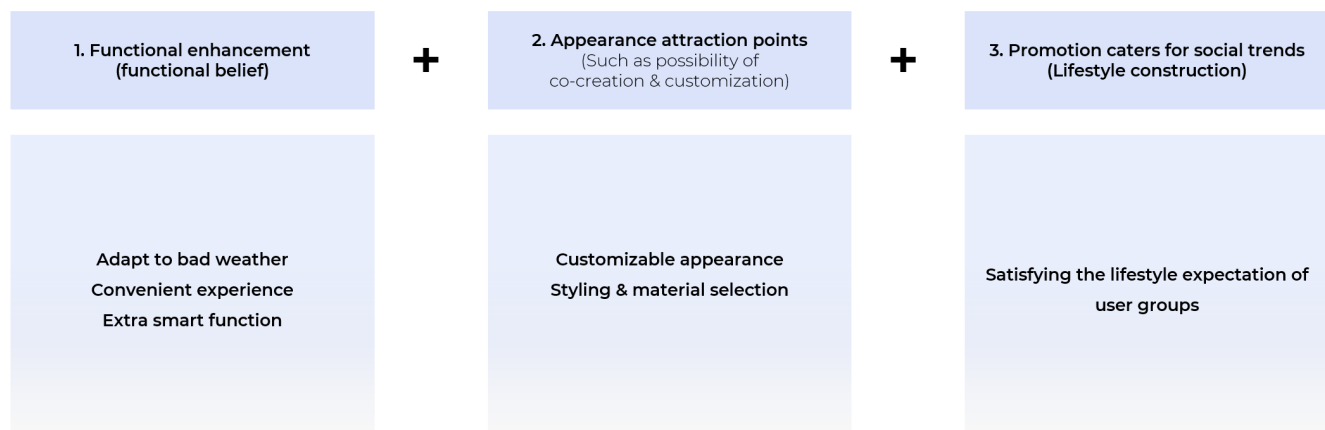 1. Functional enhancement
(functional belief)
+
2. Appearance attraction points
(Such as possibility of
co-creation & customization)
+
3. Promotion caters for social trends
(Lifestyle construction)
Adapt to bad weather
Convenient experience
Extra smart function
Customizable appearance
Styling & material selection
Satisfying the lifestyle expectation of
user groups